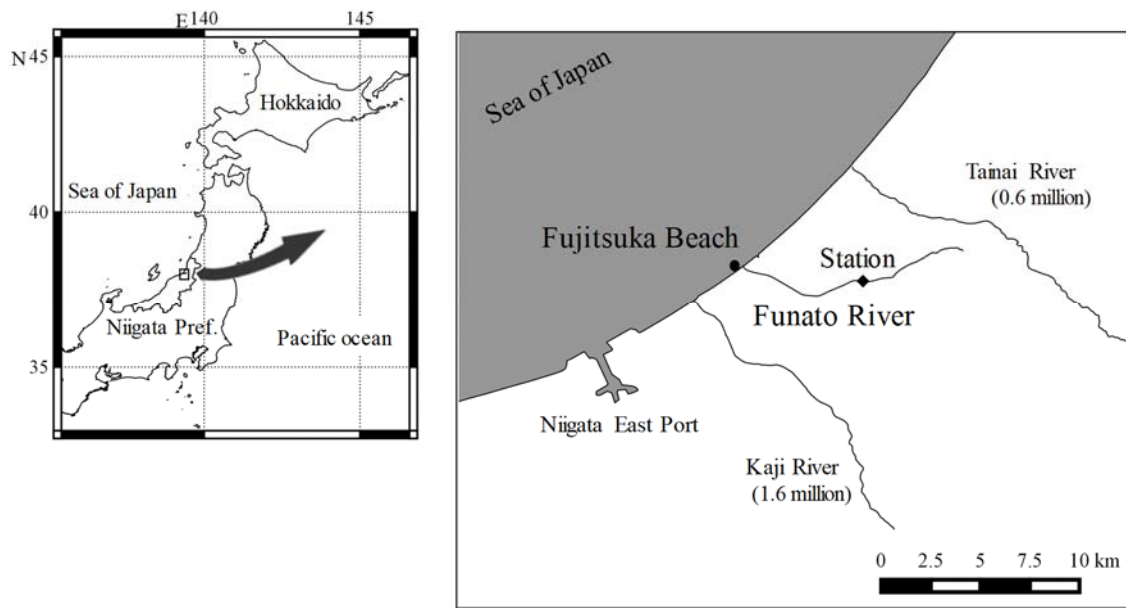 E140 145
N45
Hokkaido
Sea of Japan
40
Niigata Pref.
Pacific ocean
35
Sea of Japan
Tainai River
(0.6 million)
Fujitsuka Beach
Station
Funato River
Niigata East Port
Kaji River
(1.6 million)
0 2.5 5 7.5 10 km